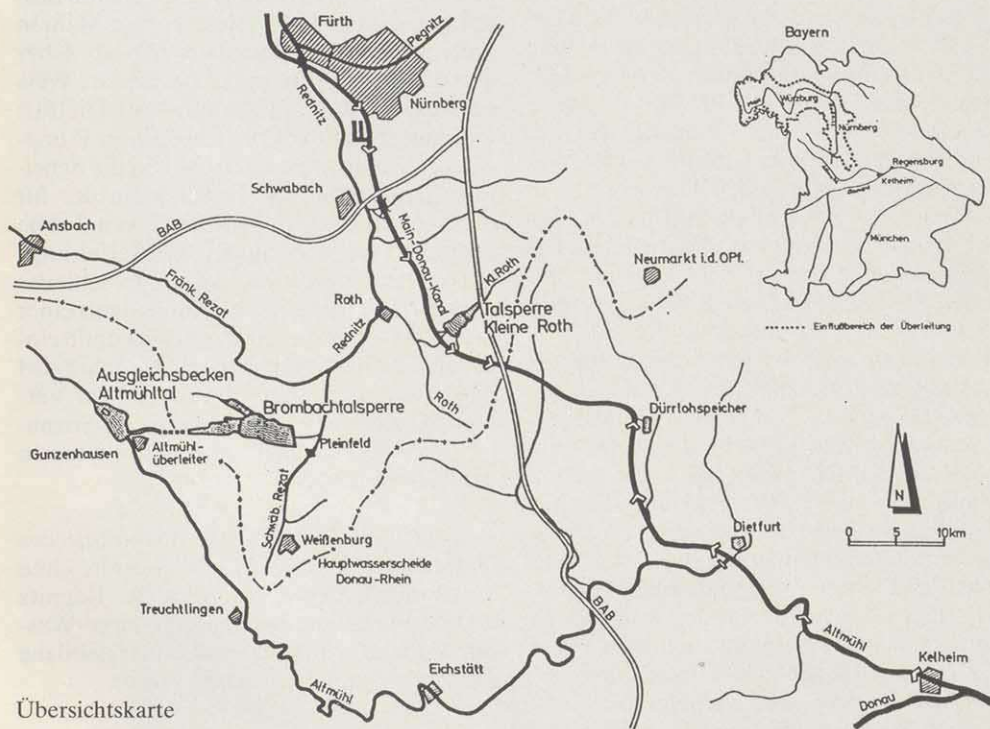 Fürth
Pegnitz
Rednitz
Nürnberg
Schwabach
Ansbach
BAB
Fränk. Rezat
Main-Donau-Kanal
Kl. Roth
Neumarkt i.d.OPf.
Roth
Talsperre
Kleine Roth
Rednitz
Ausgleichsbecken
Altmühltal
Brombachtalsperre
Roth
Dürrlohspeicher
Gunzenhausen
Altmühl-
überleiter
Pleinfeld
Schwäb. Rezat
Weißenburg
Hauptwasserscheide
Donau-Rhein
Dietfurt
Treuchtlingen
BAB
Altmühl
Eichstätt
Altmühl
Kelheim
Donau
Bayern
Main
Würzburg
Nürnberg
Regensburg
Kelheim
Donau
München
Einflußbereich der Überleitung
N
0 5 10km
Übersichtskarte